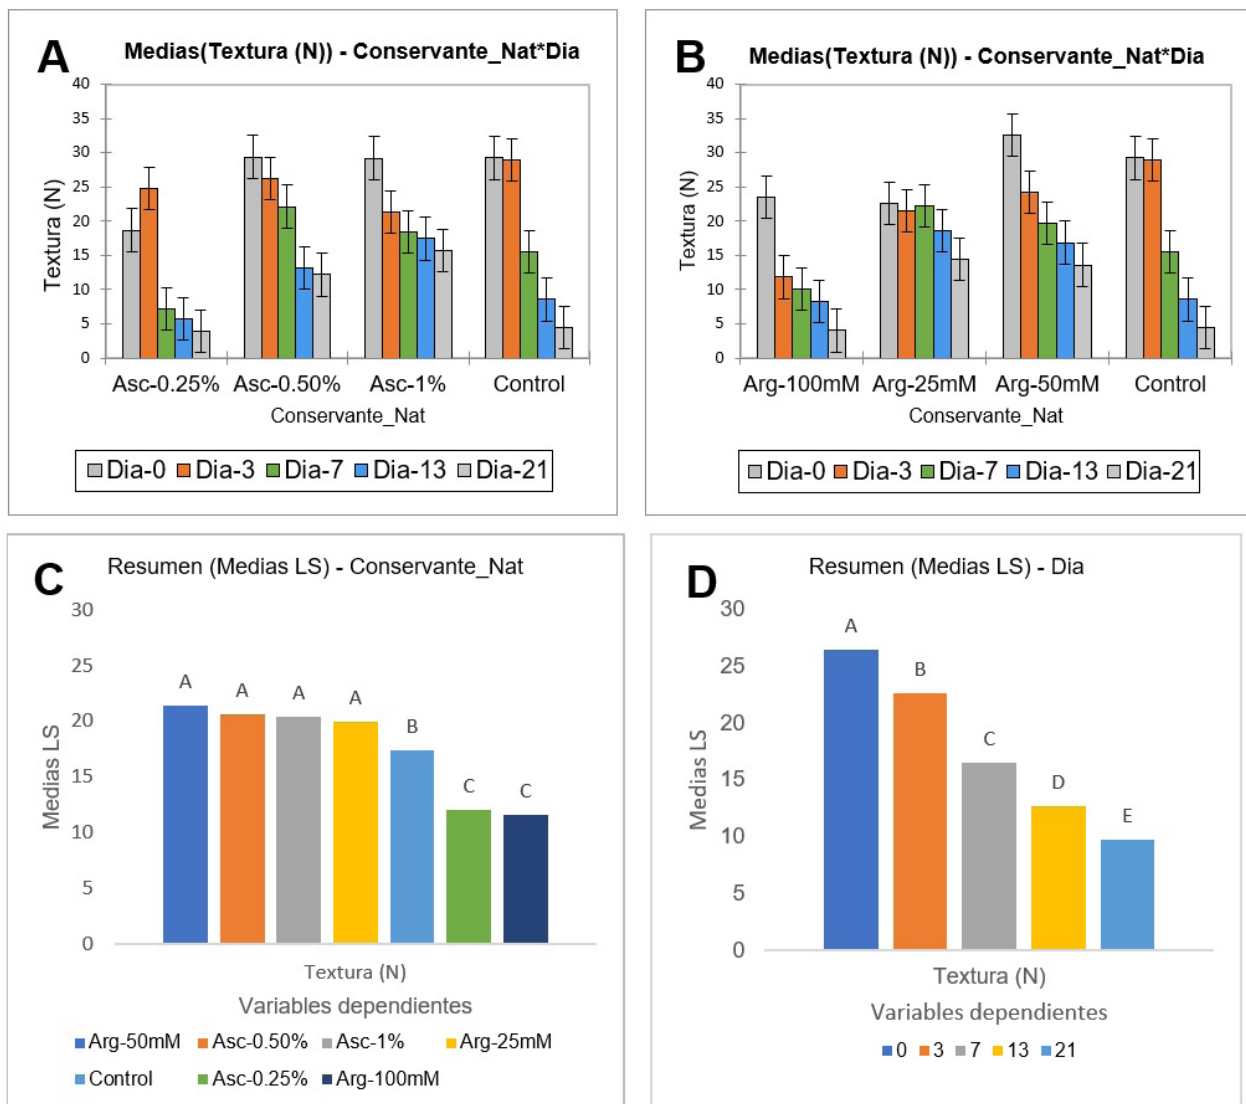 A
Medias(Textura (N)) - Conservante_Nat*Dia
40
35
30
25
20
15
10
5
0
Textura (N)
Asc-0.25% Asc-0.50% Asc-1% Control
Conservante_Nat
Dia-0 Dia-3 Dia-7 Dia-13 Dia-21
B
Medias(Textura (N)) - Conservante_Nat*Dia
40
35
30
25
20
15
10
5
0
Textura (N)
Arg-100mM Arg-25mM Arg-50mM Control
Conservante_Nat
Dia-0 Dia-3 Dia-7 Dia-13 Dia-21
C
Resumen (Medias LS) - Conservante_Nat
30
25
20
15
10
5
0
Medias LS
A A A A B C C
Textura (N)
Variables dependientes
Arg-50mM Asc-0.50% Asc-1% Arg-25mM
Control Asc-0.25% Arg-100mM
D
Resumen (Medias LS) - Dia
30
25
20
15
10
5
0
Medias LS
A B C D E
Textura (N)
Variables dependientes
0 3 7 13 21